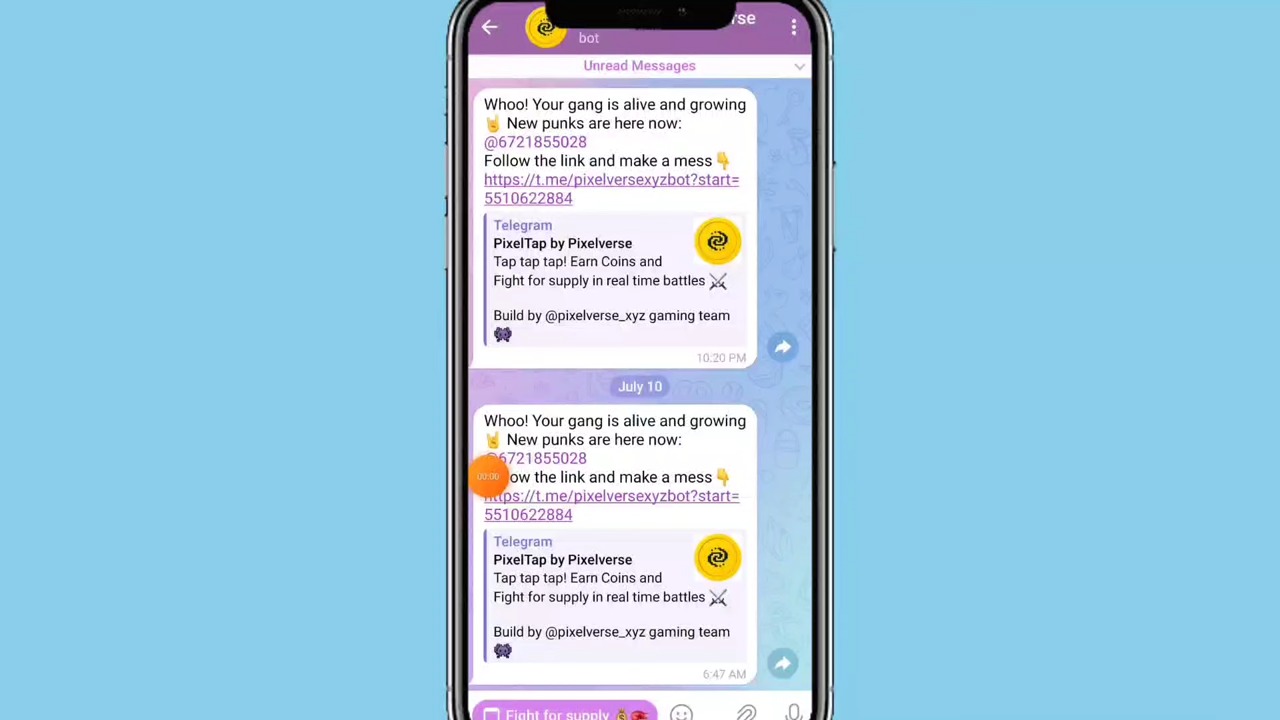 rse
bot
Unread Messages
Whoo! Your gang is alive and growing
🤘 New punks are here now:
@6721855028
Follow the link and make a mess👇
https://t.me/pixelversexyzbot?start=
5510622884
Telegram
PixelTap by Pixelverse
Tap tap tap! Earn Coins and
Fight for supply in real time battles ⚔
Build by @pixelverse_xyz gaming team
👾
10:20 PM
July 10
Whoo! Your gang is alive and growing
🤘 New punks are here now:
@6721855028
00:00
ow the link and make a mess👇
https://t.me/pixelversexyzbot?start=
5510622884
Telegram
PixelTap by Pixelverse
Tap tap tap! Earn Coins and
Fight for supply in real time battles ⚔
Build by @pixelverse_xyz gaming team
👾
6:47 AM
Fight for supply 💰🥊